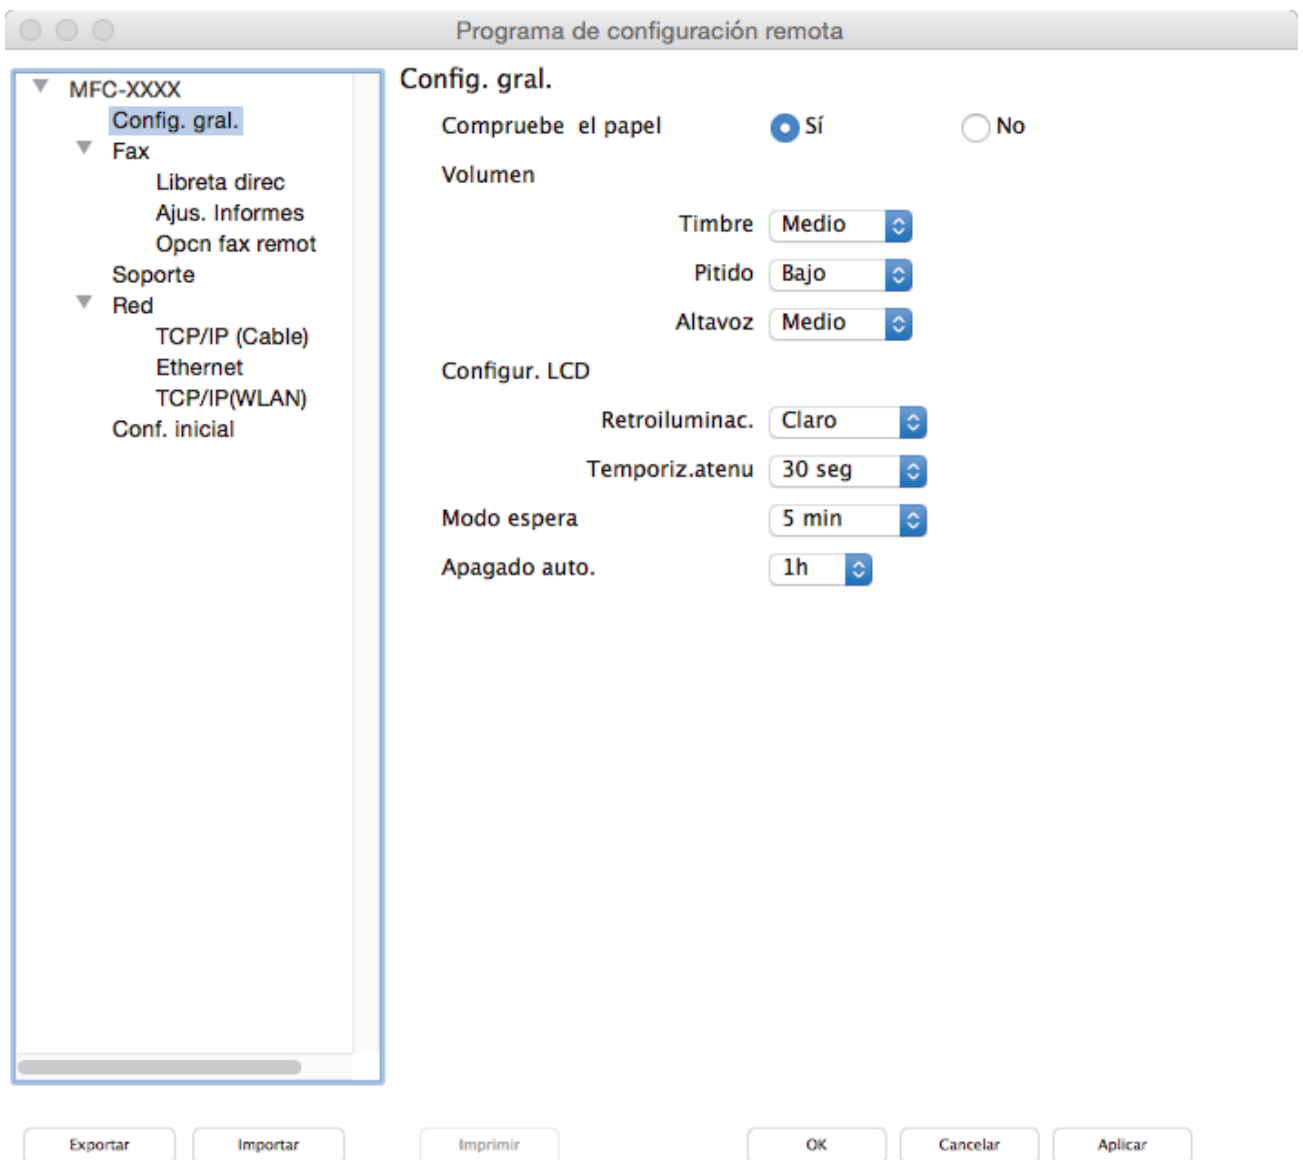 Programa de configuración remota
MFC-XXXX
Config. gral.
Fax
Libreta direc
Ajus. Informes
Opcn fax remot
Soporte
Red
TCP/IP (Cable)
Ethernet
TCP/IP(WLAN)
Conf. inicial
Config. gral.
Compruebe el papel Sí No
Volumen
Timbre Medio
Pitido Bajo
Altavoz Medio
Configur. LCD
Retroiluminac. Claro
Temporiz.atenu 30 seg
Modo espera 5 min
Apagado auto. 1h
Exportar Importar Imprimir OK Cancelar Aplicar